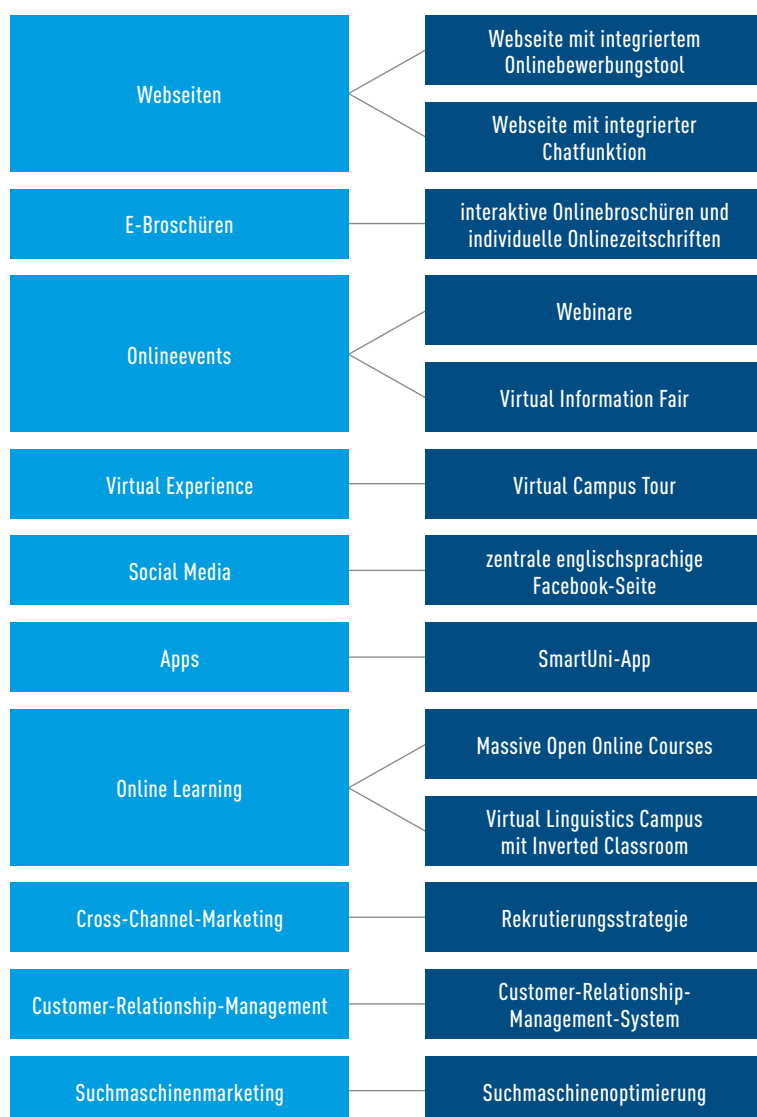 Webseiten
Webseite mit integriertem
Onlinebewerbungstool
Webseite mit integrierter
Chatfunktion
E-Broschüren
interaktive Onlinebroschüren und
individuelle Onlinezeitschriften
Onlineevents
Webinare
Virtual Information Fair
Virtual Experience
Virtual Campus Tour
Social Media
zentrale englischsprachige
Facebook-Seite
Apps
SmartUni-App
Online Learning
Massive Open Online Courses
Virtual Linguistics Campus
mit Inverted Classroom
Cross-Channel-Marketing
Rekrutierungsstrategie
Customer-Relationship-Management
Customer-Relationship-
Management-System
Suchmaschinenmarketing
Suchmaschinenoptimierung